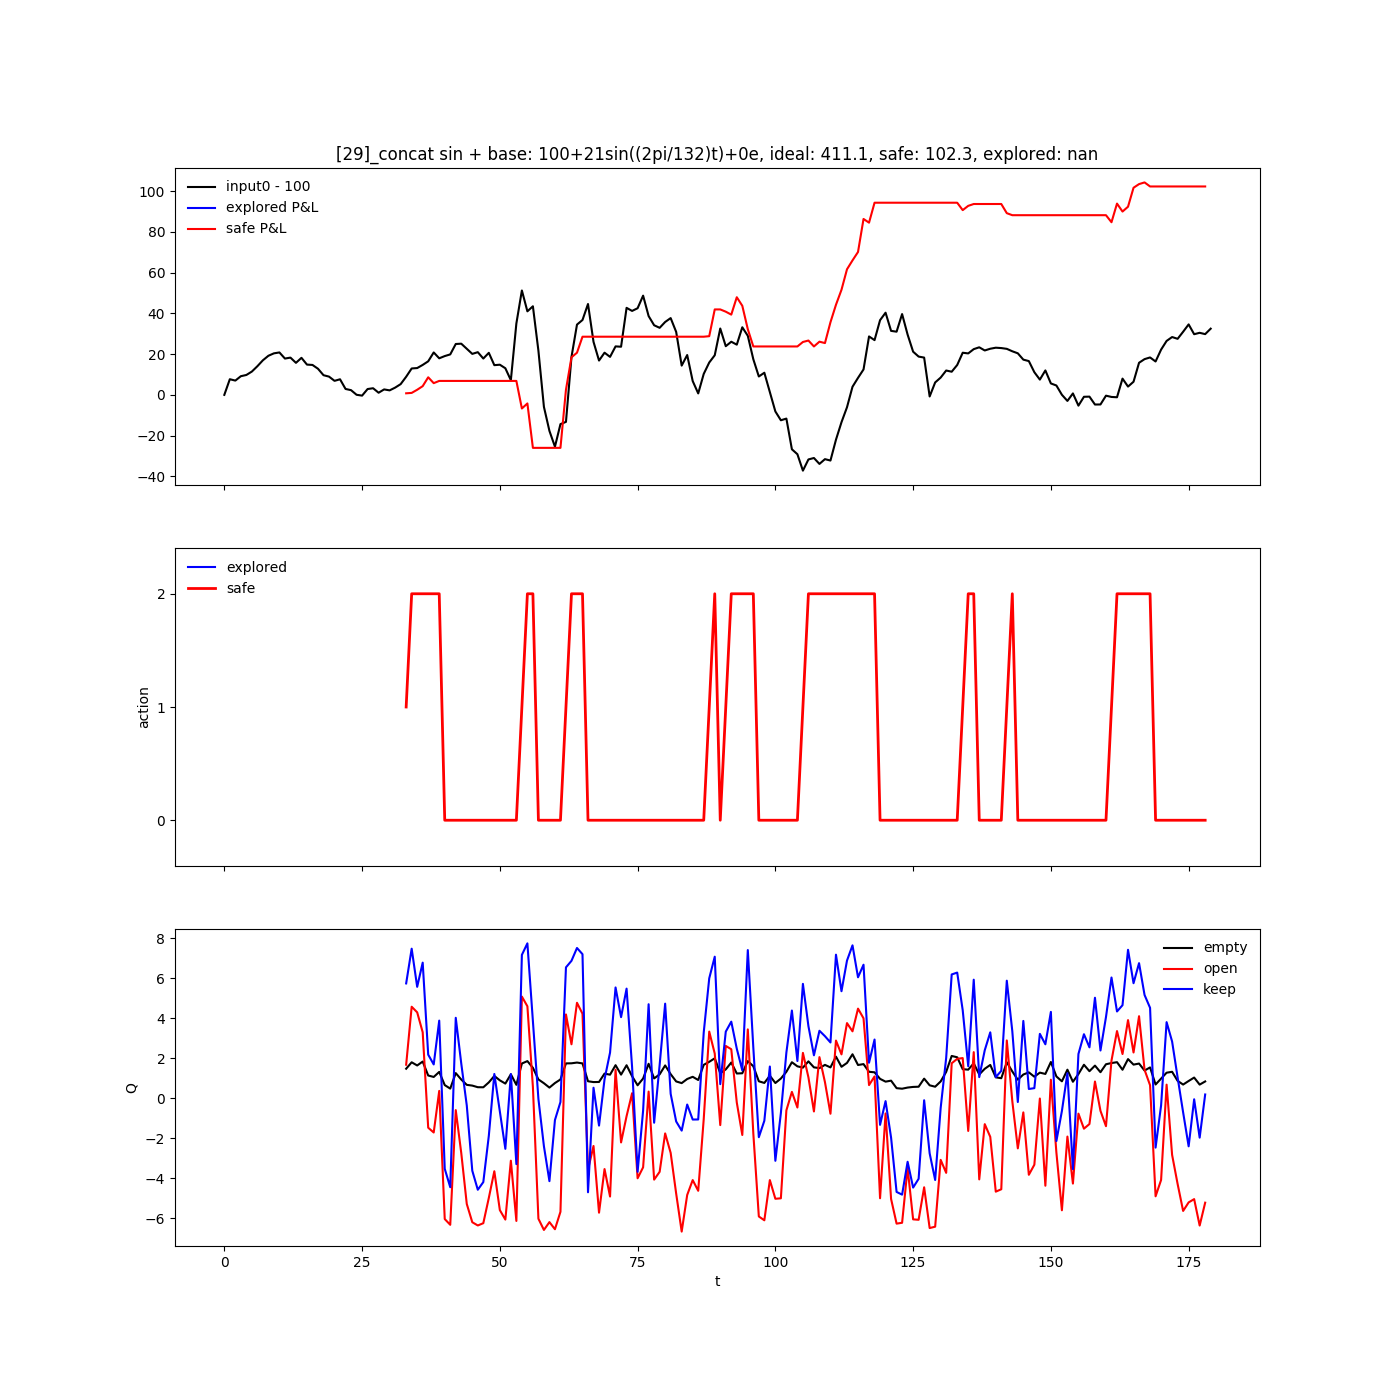 [29]_concat sin + base: 100+21sin((2pi/132)t)+0e, ideal: 411.1, safe: 102.3, explored: nan
input0 - 100
explored P&L
safe P&L
100
80
60
40
20
0
−20
−40
explored
safe
2
1
0
action
empty
open
keep
8
6
4
2
0
−2
−4
−6
Q
0 25 50 75 100 125 150 175
t